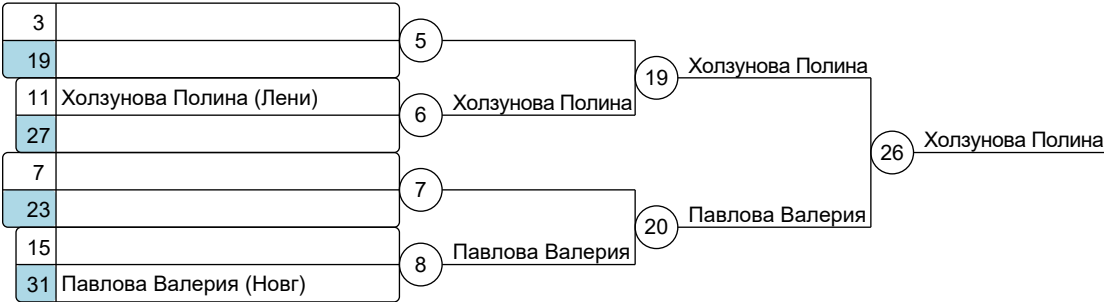 3
5
19
19 Холзунова Полина
11 Холзунова Полина (Лени)
6 Холзунова Полина
27
26 Холзунова Полина
7
7
23
20 Павлова Валерия
15
8 Павлова Валерия
31 Павлова Валерия (Новг)